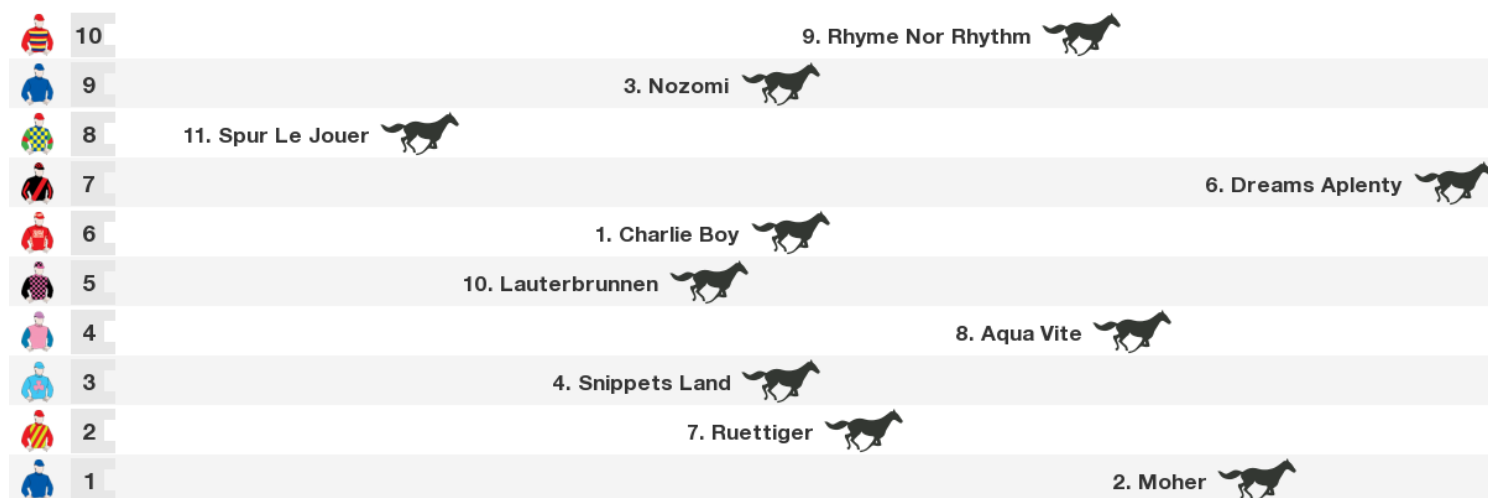 10 9. Rhyme Nor Rhythm
9 3. Nozomi
8 11. Spur Le Jouer
7 6. Dreams Aplenty
6 1. Charlie Boy
5 10. Lauterbrunnen
4 8. Aqua Vite
3 4. Snippets Land
2 7. Ruettiger
1 2. Moher